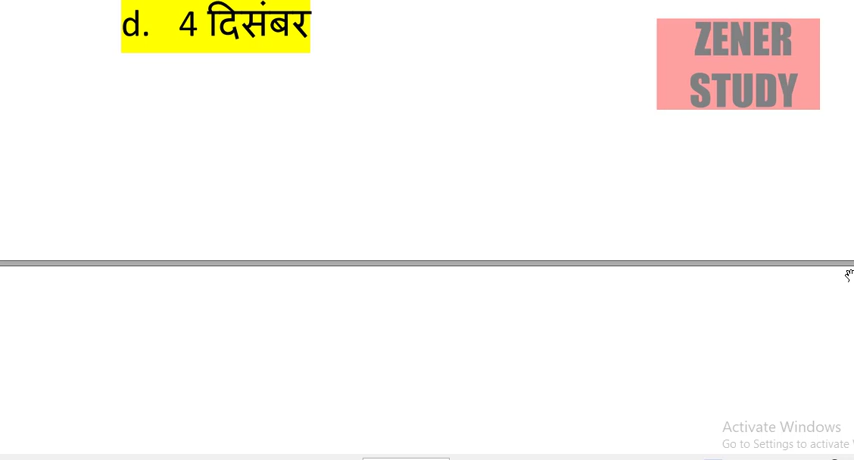 d. 4 दिसंबर
ZENER
STUDY
Activate Windows
Go to Settings to activate